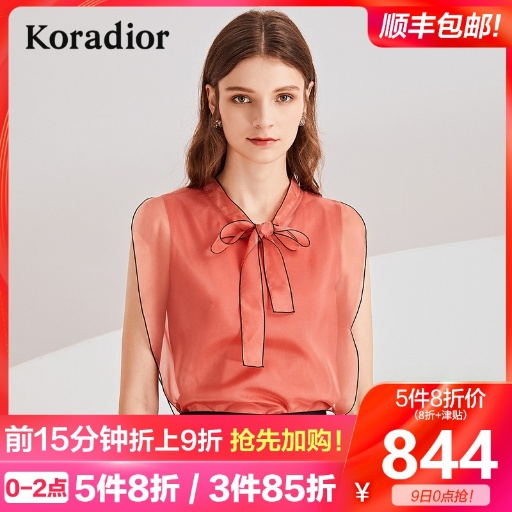 Koradior
顺丰包邮!
5件8折价
(8折+津贴)
前15分钟折上9折 抢先加购!
¥ 844
0-2点 5件8折 / 3件85折
9日0点抢!